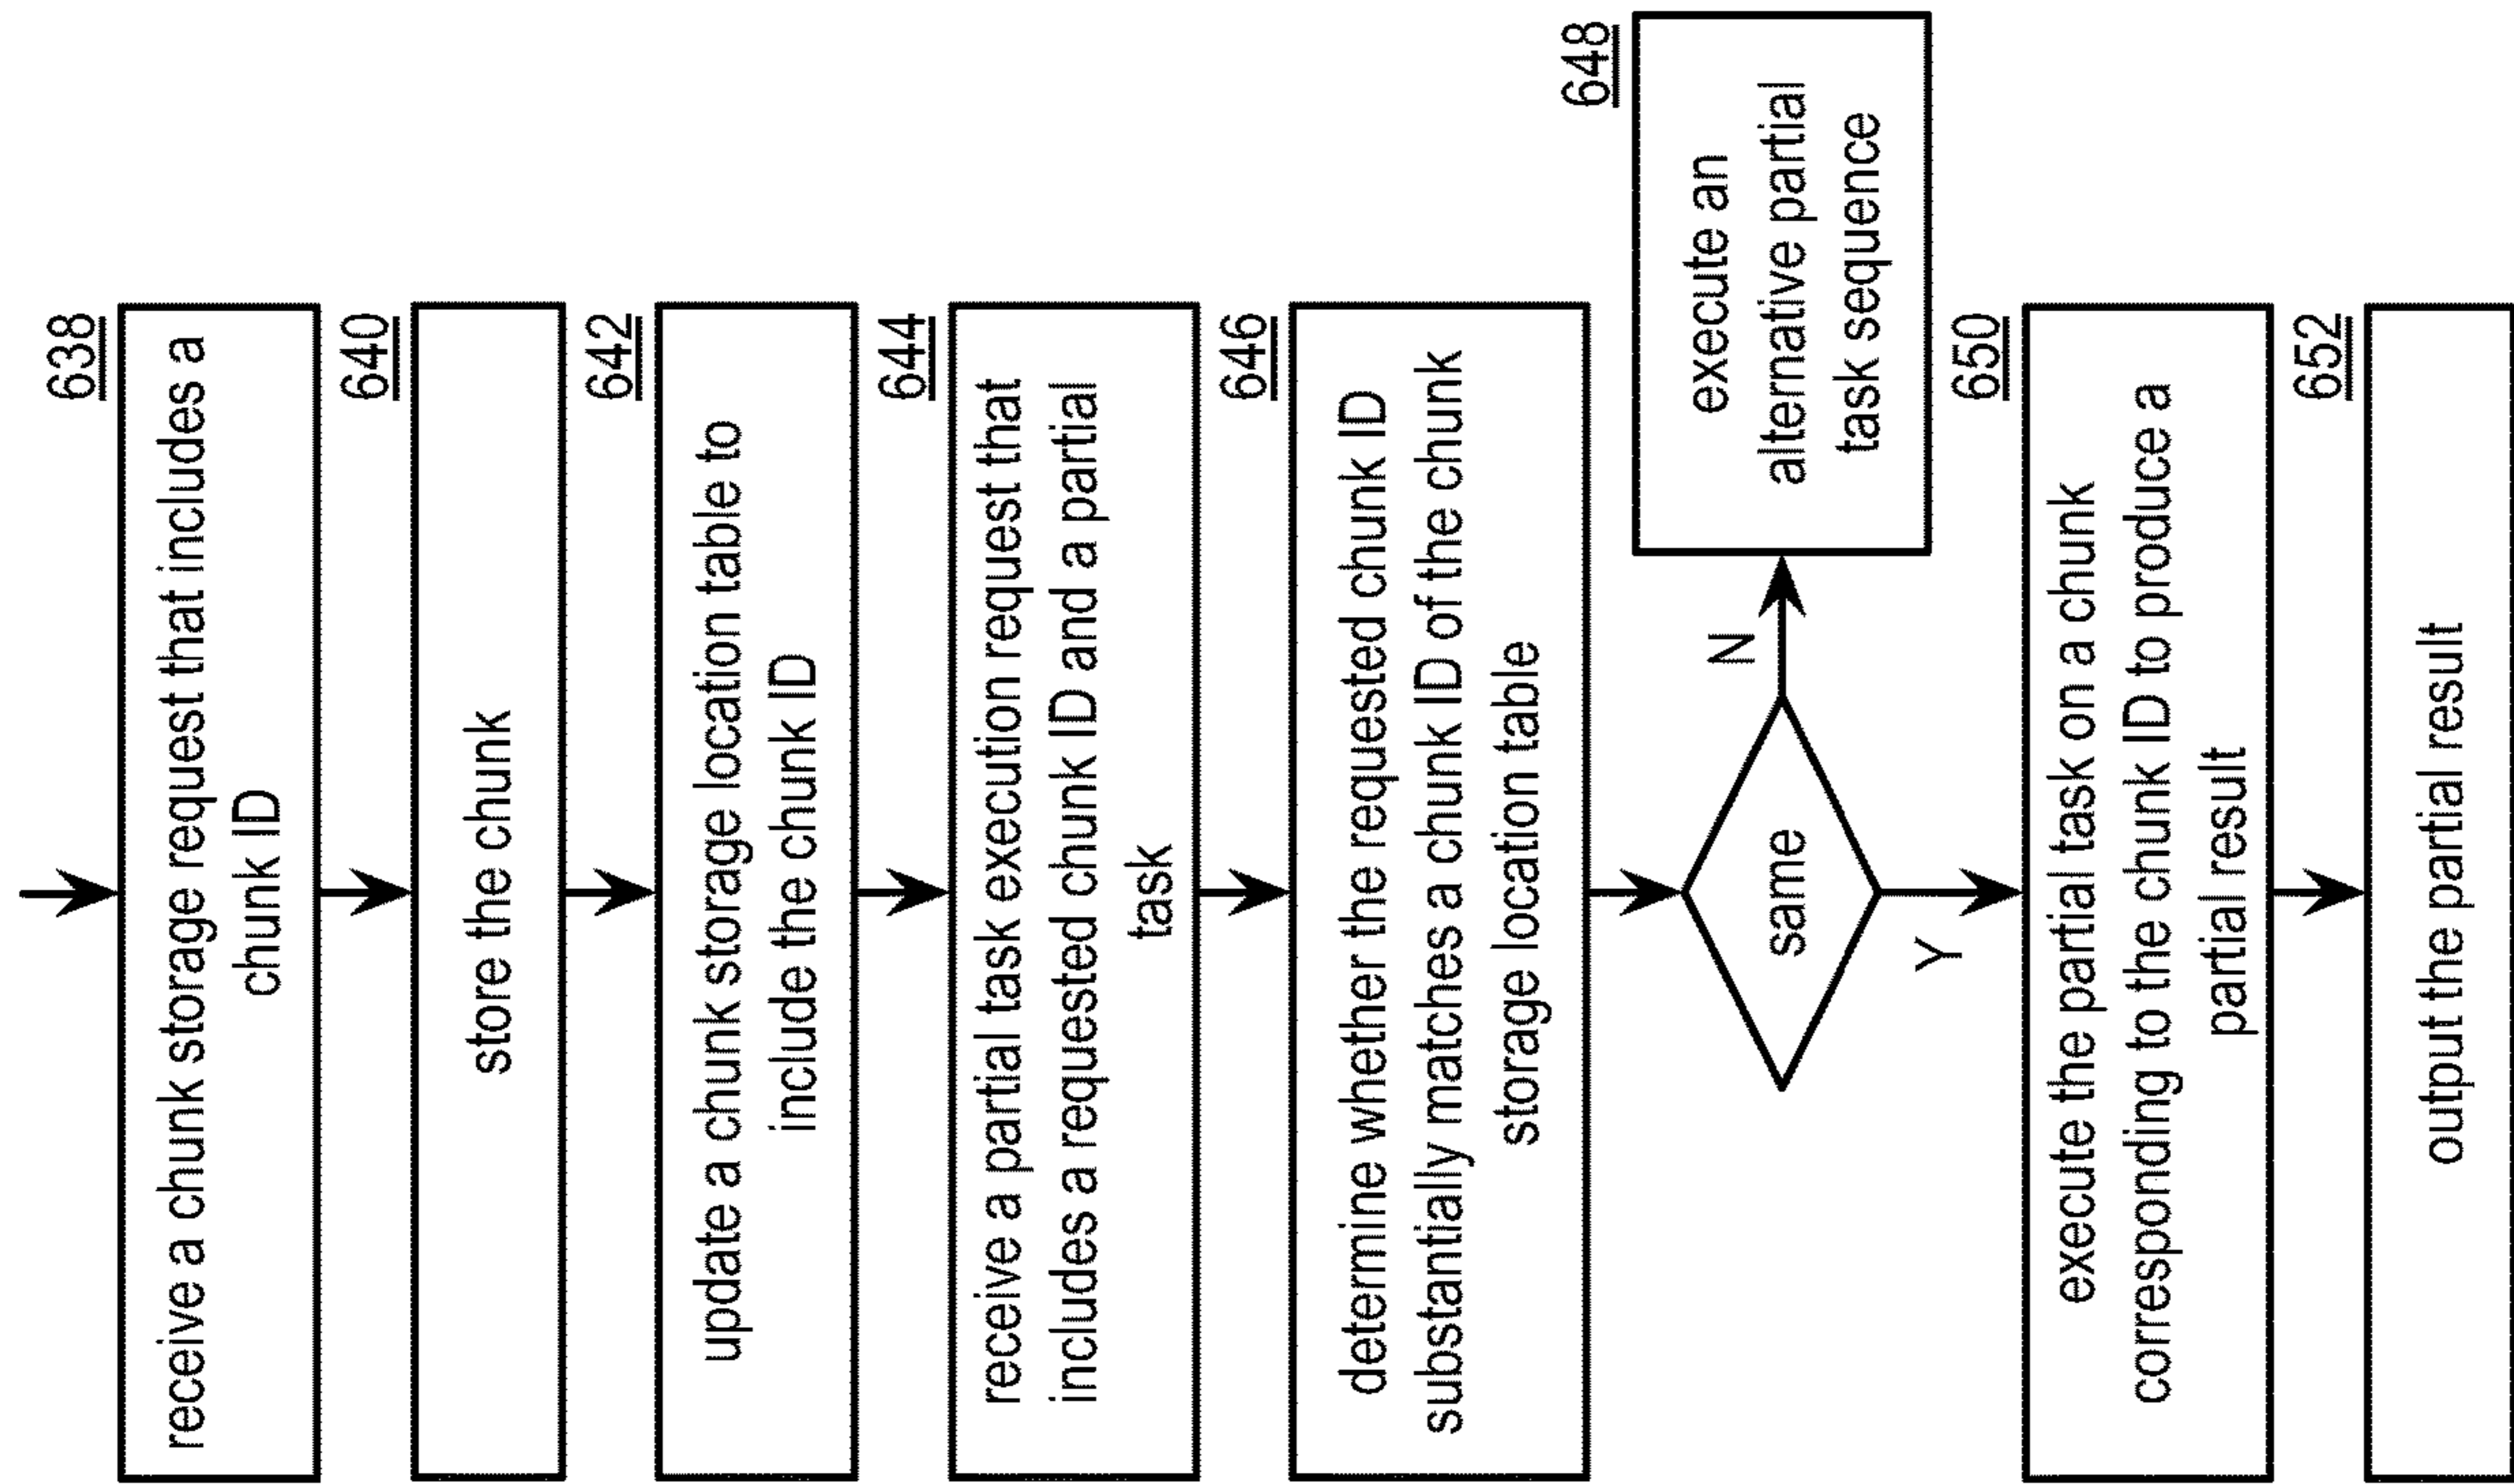 638
receive a chunk storage request that includes a
chunk ID
640
store the chunk
642
update a chunk storage location table to
include the chunk ID
644
receive a partial task execution request that
includes a requested chunk ID and a partial
task
646
determine whether the requested chunk ID
substantially matches a chunk ID of the chunk
storage location table
same
N
648
execute an
alternative partial
task sequence
Y
650
execute the partial task on a chunk
corresponding to the chunk ID to produce a
partial result
652
output the partial result